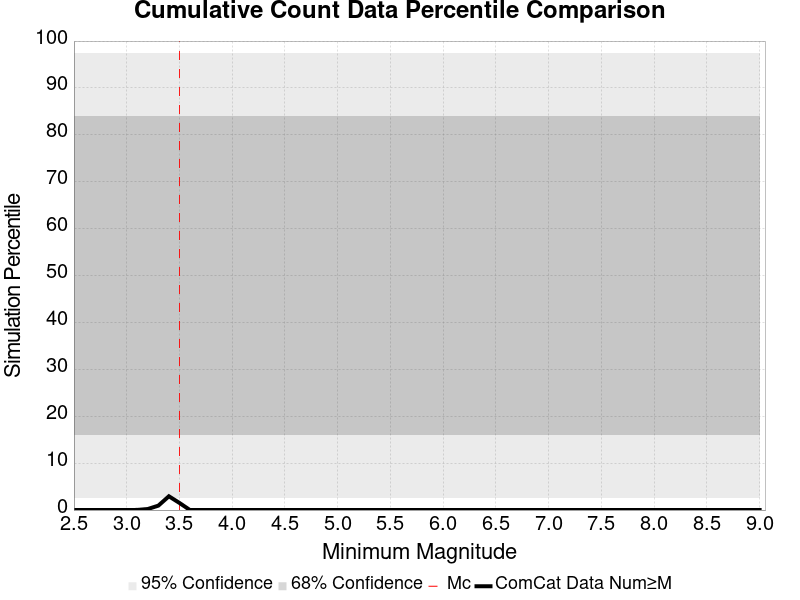 Cumulative Count Data Percentile Comparison
100
90
80
70
60
50
40
30
20
10
0
Simulation Percentile
2.5 3.0 3.5 4.0 4.5 5.0 5.5 6.0 6.5 7.0 7.5 8.0 8.5 9.0
Minimum Magnitude
95% Confidence 68% Confidence Mc ComCat Data Num≥M